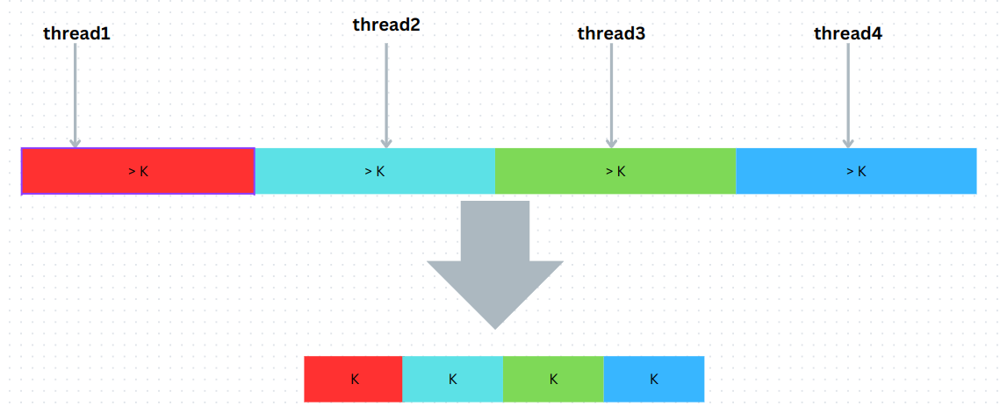 thread1
thread2
thread3
thread4
> K
> K
> K
> K
K
K
K
K